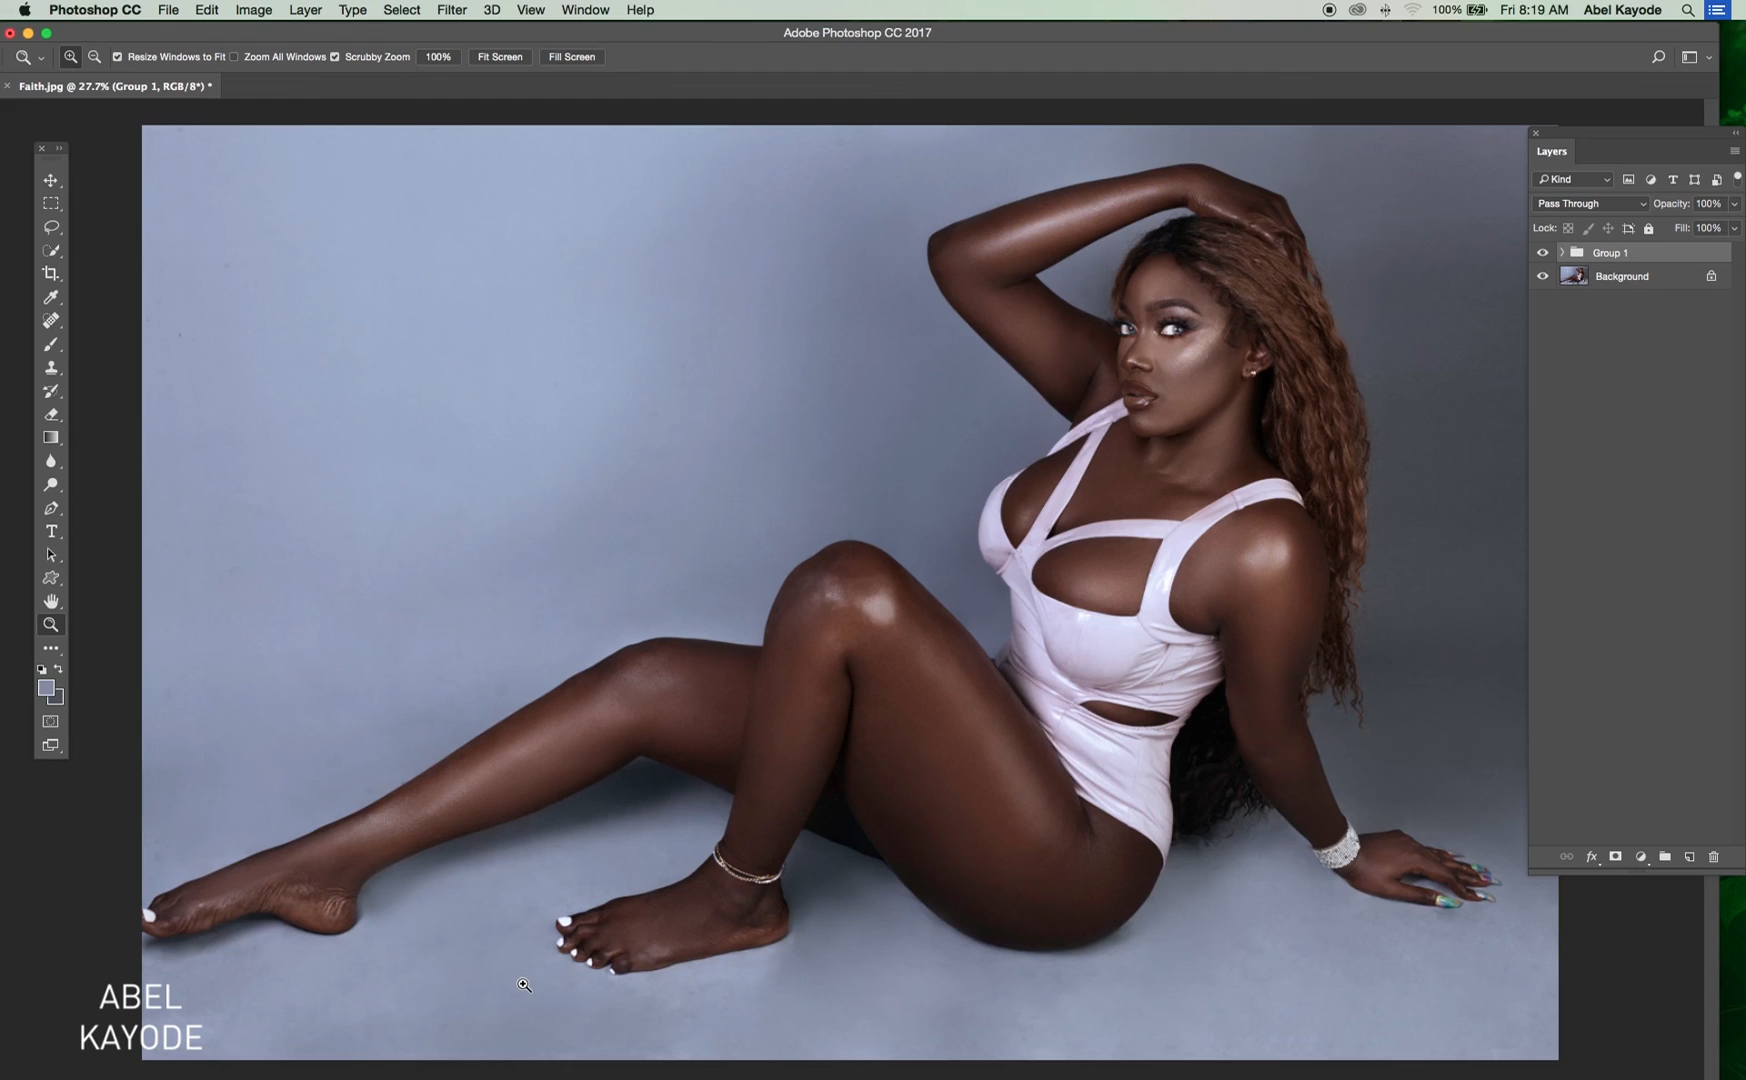 Photoshop CC File Edit Image Layer Type Select Filter 3D View Window Help 100% Fri 8:19 AM Abel Kayode
Adobe Photoshop CC 2017
Resize Windows to Fit Zoom All Windows Scrubby Zoom 100% Fit Screen Fill Screen
Faith.jpg @ 27.7% (Group 1, RGB/8*) *
Layers
Kind
Pass Through Opacity: 100%
Lock: Fill: 100%
Group 1
Background
ABEL
KAYODE